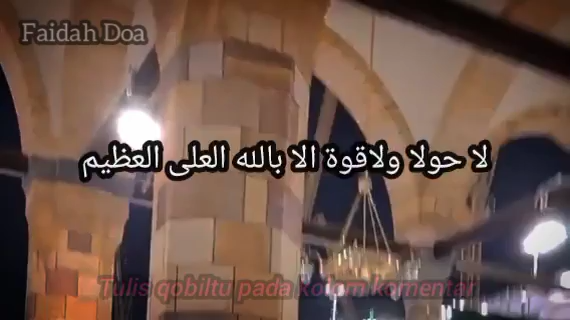 Faidah Doa
لا حولا ولاقوة الا بالله العلى العظيم
Tulis qobiltu pada kolom komentar